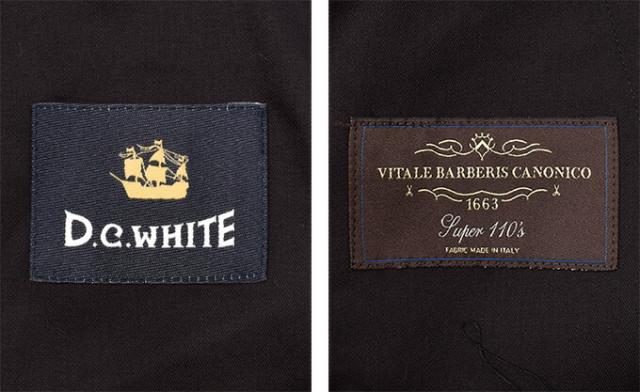 D.C.WHITE
VITALE BARBERIS CANONICO
1663
Super 110's
FABRIC MADE IN ITALY